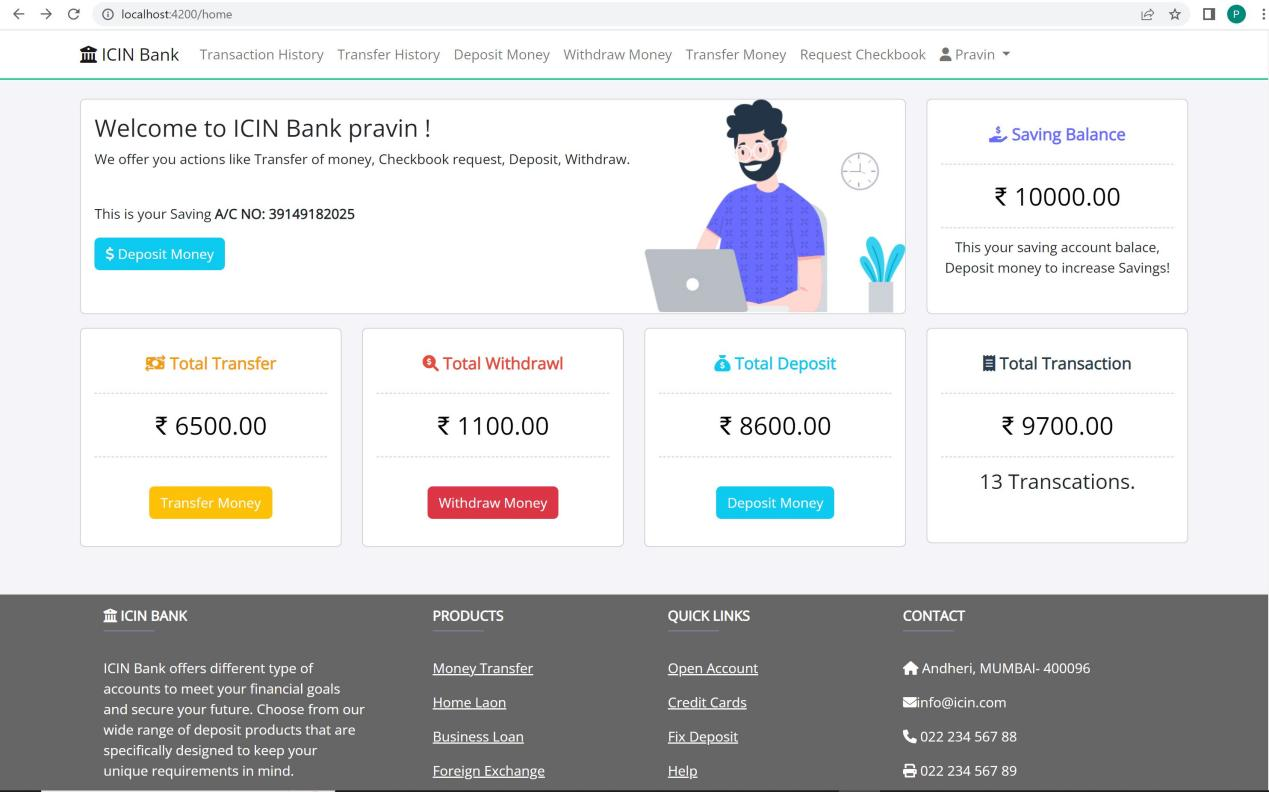 localhost:4200/home
P
ICIN Bank Transaction History Transfer History Deposit Money Withdraw Money Transfer Money Request Checkbook Pravin
Welcome to ICIN Bank pravin !
We offer you actions like Transfer of money, Checkbook request, Deposit, Withdraw.
This is your Saving A/C NO: 39149182025
$ Deposit Money
Saving Balance
₹ 10000.00
This your saving account balace,
Deposit money to increase Savings!
Total Transfer
₹ 6500.00
Transfer Money
Total Withdrawl
₹ 1100.00
Withdraw Money
Total Deposit
₹ 8600.00
Deposit Money
Total Transaction
₹ 9700.00
13 Transcations.
ICIN BANK
ICIN Bank offers different type of
accounts to meet your financial goals
and secure your future. Choose from our
wide range of deposit products that are
specifically designed to keep your
unique requirements in mind.
PRODUCTS
Money Transfer
Home Laon
Business Loan
Foreign Exchange
QUICK LINKS
Open Account
Credit Cards
Fix Deposit
Help
CONTACT
Andheri, MUMBAI- 400096
info@icin.com
022 234 567 88
022 234 567 89